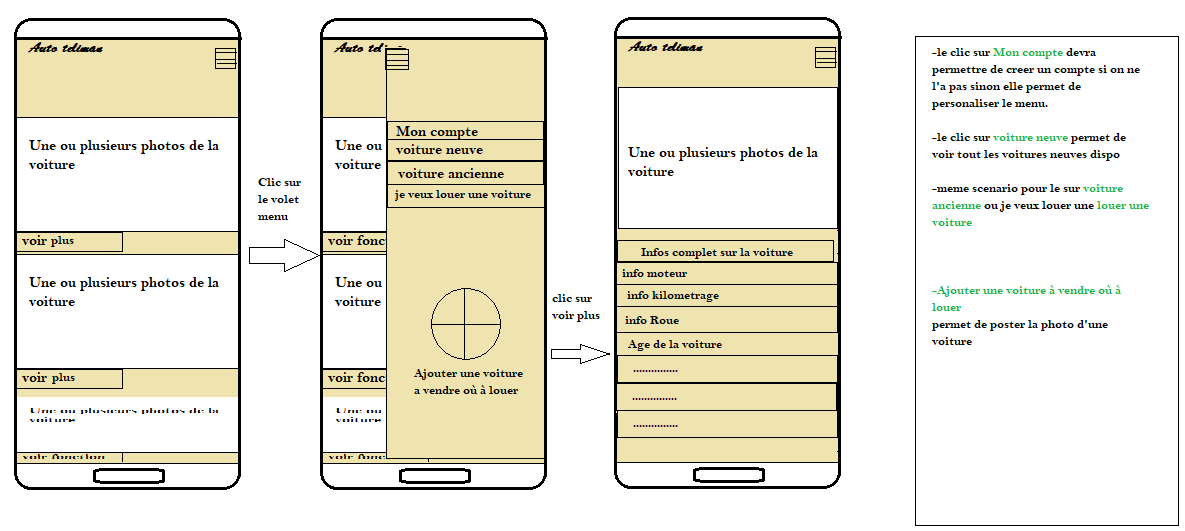 Auto teliman
Une ou plusieurs photos de la
voiture
voir plus
Une ou plusieurs photos de la
voiture
voir plus
Une ou plusieurs photos de la
voiture
voir fonction
Clic sur
le volet
menu
Auto tel
Une ou
voiture
voir fonc
Une ou
voiture
voir fonc
Une ou
voiture
voir fonc
Mon compte
voiture neuve
voiture ancienne
je veux louer une voiture
Ajouter une voiture
a vendre où à louer
clic sur
voir plus
Auto teliman
Une ou plusieurs photos de la
voiture
Infos complet sur la voiture
info moteur
info kilometrage
info Roue
Age de la voiture
...............
...............
...............
-le clic sur Mon compte devra
permettre de creer un compte si on ne
l'a pas sinon elle permet de
personaliser le menu.
-le clic sur voiture neuve permet de
voir tout les voitures neuves dispo
-meme scenario pour le sur voiture
ancienne ou je veux louer une louer une
voiture
-Ajouter une voiture à vendre où à
louer
permet de poster la photo d'une
voiture